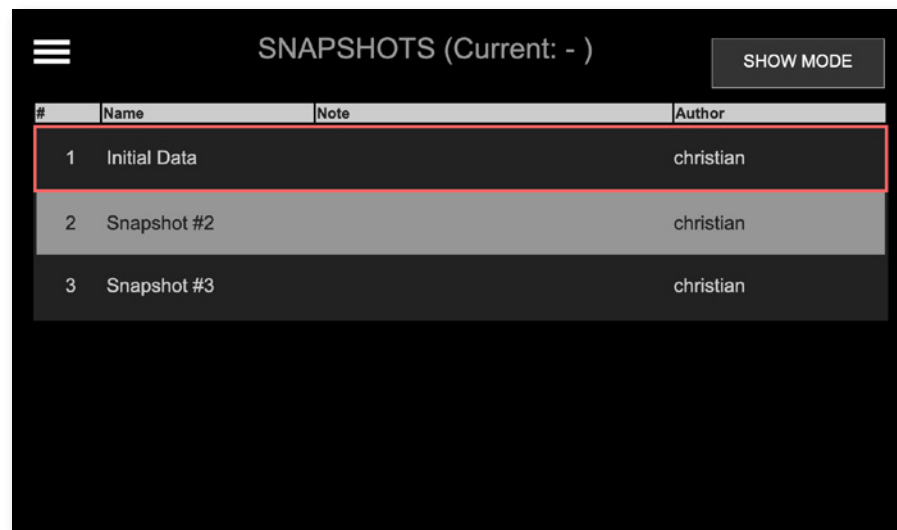 SNAPSHOTS (Current: - )
SHOW MODE
# Name Note Author
1 Initial Data christian
2 Snapshot #2 christian
3 Snapshot #3 christian